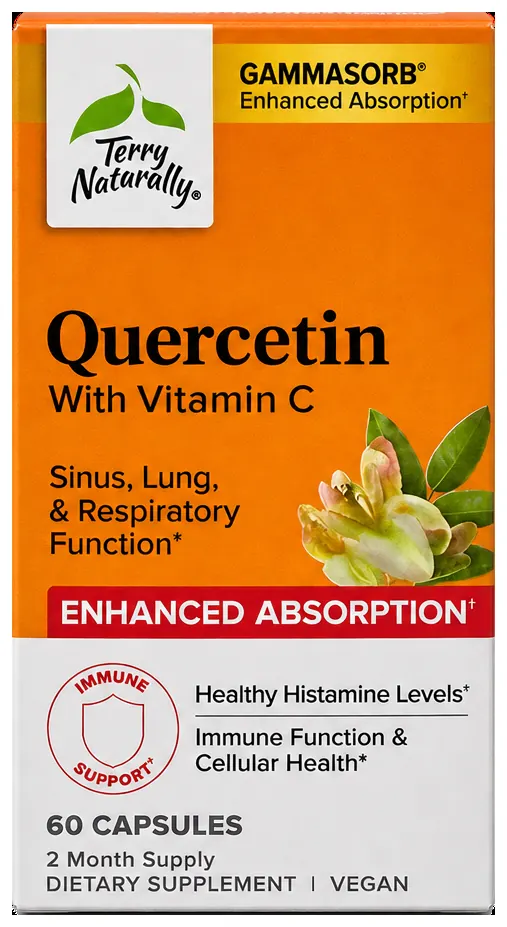 GAMMASORB®
Enhanced Absorption†
Terry
Naturally®
Quercetin
With Vitamin C
Sinus, Lung,
& Respiratory
Function*
ENHANCED ABSORPTION†
IMMUNE
SUPPORT*
Healthy Histamine Levels*
Immune Function &
Cellular Health*
60 CAPSULES
2 Month Supply
DIETARY SUPPLEMENT | VEGAN